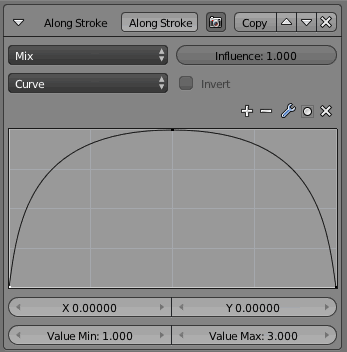 Along Stroke Along Stroke Copy
Mix Influence: 1.000
Curve Invert
X 0.00000 Y 0.00000
Value Min: 1.000 Value Max: 3.000